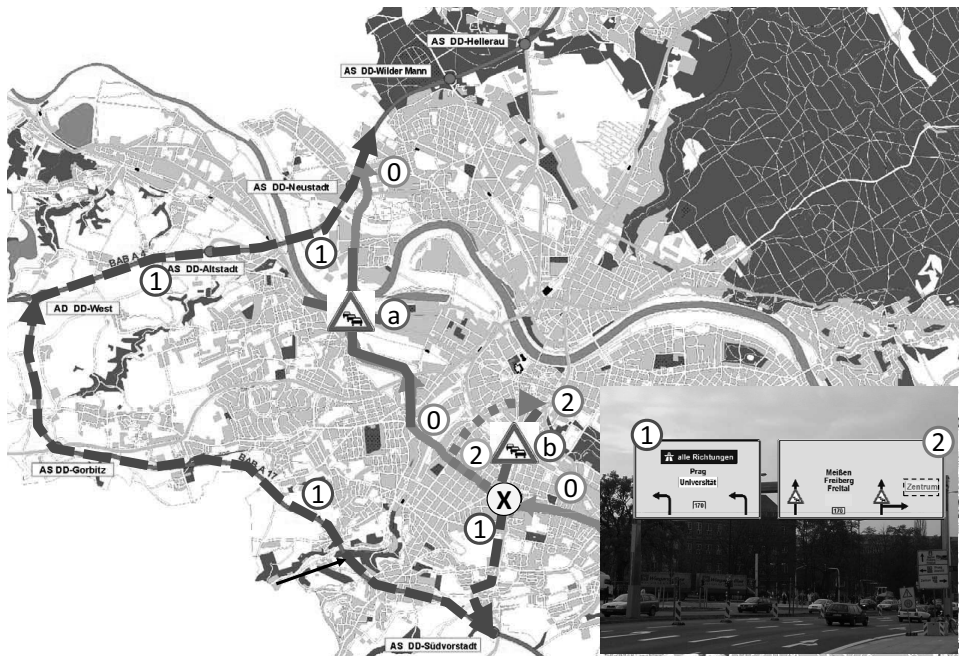 AS DD-Hellerau
AS DD-Wilder Mann
0
AS DD-Neustadt
1
BAB A 4
1
AS DD-Altstadt
AD DD-West
a
2
0
b
2
AS DD-Gorbitz
BAB A 17
1
0
X
1
AS DD-Südvorstadt
1
2
alle Richtungen
Prag
Universität
170
Meißen
Freiberg
Freital
Zentrum
170